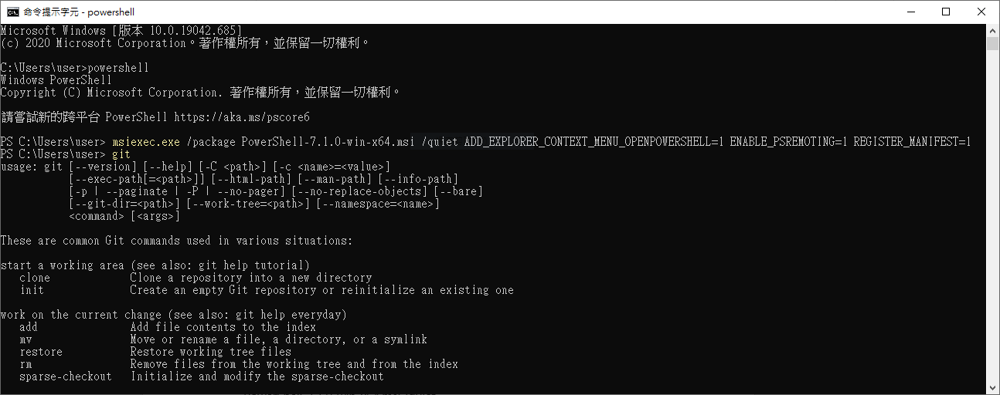 命令提示字元 - powershell
Microsoft Windows [版本 10.0.19042.685]
(c) 2020 Microsoft Corporation。著作權所有，並保留一切權利。
C:\Users\user>powershell
Windows PowerShell
Copyright (C) Microsoft Corporation. 著作權所有，並保留一切權利。
請嘗試新的跨平台 PowerShell https://aka.ms/pscore6
PS C:\Users\user> msiexec.exe /package PowerShell-7.1.0-win-x64.msi /quiet ADD_EXPLORER_CONTEXT_MENU_OPENPOWERSHELL=1 ENABLE_PSREMOTING=1 REGISTER_MANIFEST=1
PS C:\Users\user> git
usage: git [--version] [--help] [-C <path>] [-c <name>=<value>]
           [--exec-path[=<path>]] [--html-path] [--man-path] [--info-path]
           [-p | --paginate | -P | --no-pager] [--no-replace-objects] [--bare]
           [--git-dir=<path>] [--work-tree=<path>] [--namespace=<name>]
           <command> [<args>]
These are common Git commands used in various situations:
start a working area (see also: git help tutorial)
   clone             Clone a repository into a new directory
   init              Create an empty Git repository or reinitialize an existing one
work on the current change (see also: git help everyday)
   add               Add file contents to the index
   mv                Move or rename a file, a directory, or a symlink
   restore           Restore working tree files
   rm                Remove files from the working tree and from the index
   sparse-checkout   Initialize and modify the sparse-checkout